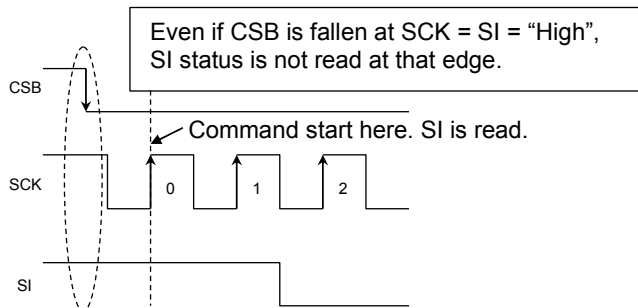 Even if CSB is fallen at SCK = SI = “High”,
SI status is not read at that edge.
CSB
Command start here. SI is read.
SCK
0
1
2
SI